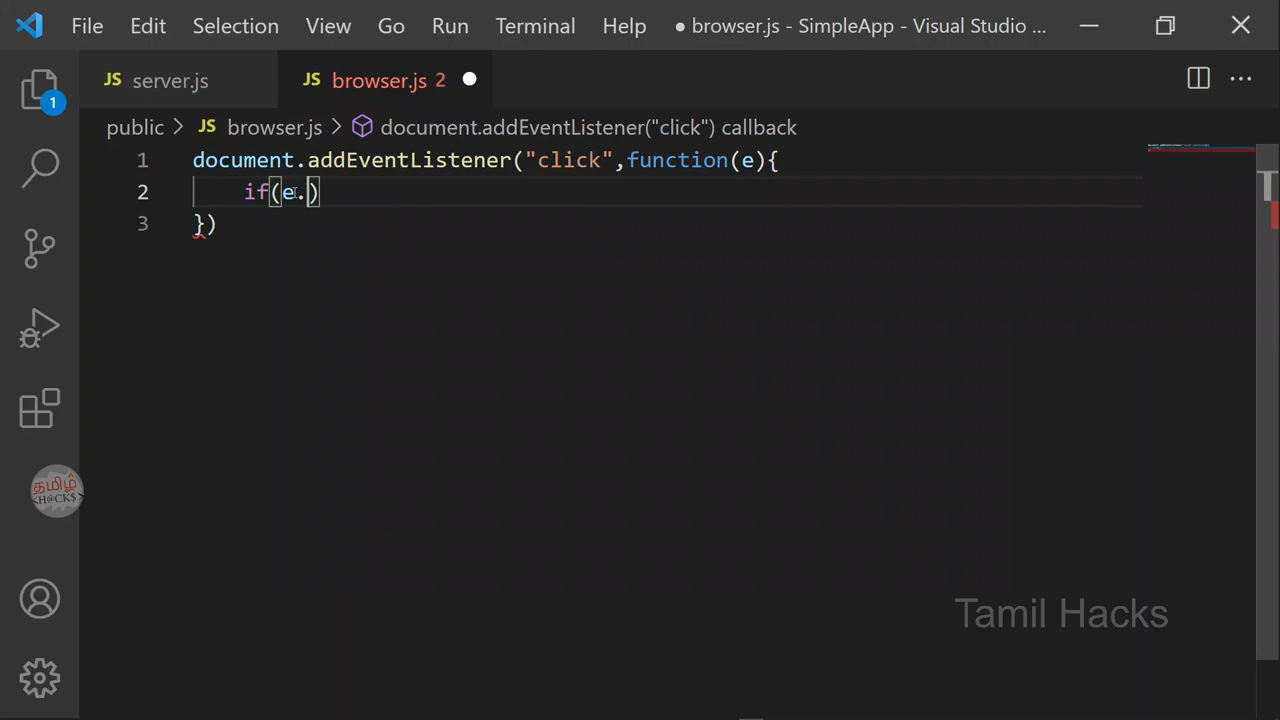 File Edit Selection View Go Run Terminal Help ● browser.js - SimpleApp - Visual Studio ...
JS server.js JS browser.js 2
1
public > JS browser.js > document.addEventListener("click") callback
1 document.addEventListener("click",function(e){
2 if(e.)
3 })
தமிழ்
<H@CK$>
Tamil Hacks